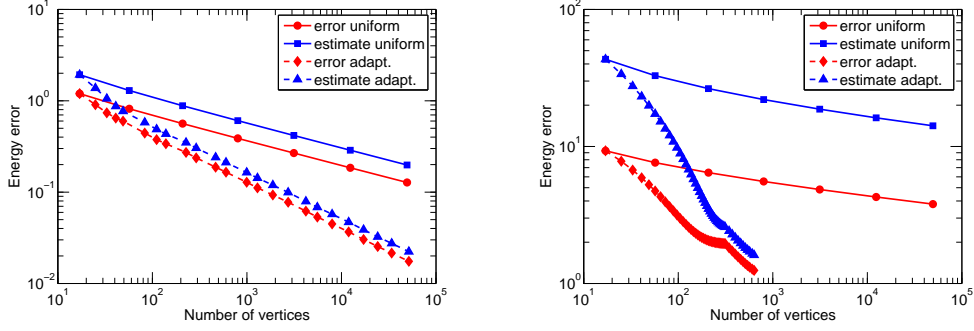 10^1
10^0
10^-1
10^-2
Energy error
10^1 10^2 10^3 10^4 10^5
Number of vertices
error uniform
estimate uniform
error adapt.
estimate adapt.
10^2
10^1
10^0
Energy error
10^1 10^2 10^3 10^4 10^5
Number of vertices
error uniform
estimate uniform
error adapt.
estimate adapt.